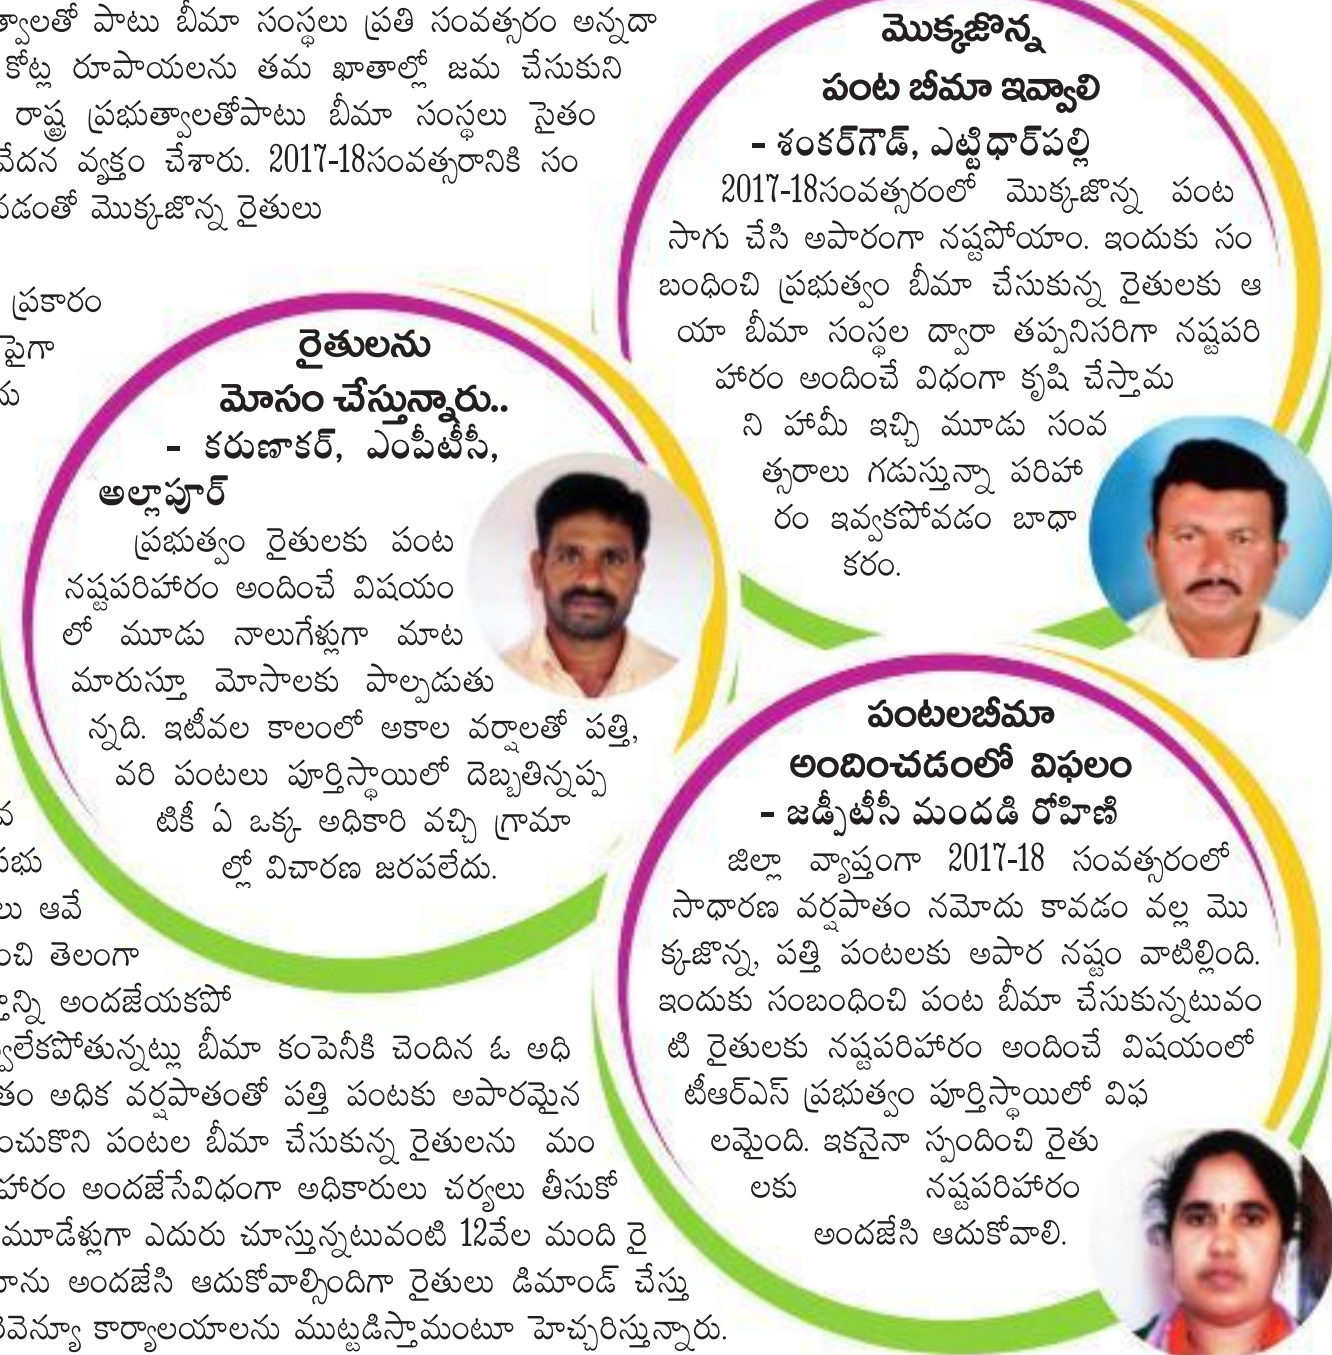 త్వాలతో పాటు బీమా సంస్థలు ప్రతి సంవత్సరం అన్నదా
కోట్ల రూపాయలను తమ ఖాతాల్లో జమ చేసుకుని
రాష్ట్ర ప్రభుత్వాలతోపాటు బీమా సంస్థలు సైతం
వేదన వ్యక్తం చేశారు. 2017-18సంవత్సరానికి సం
వడంతో మొక్కజొన్న రైతులు
ప్రకారం
పైగా
రైతులను
మోసం చేస్తున్నారు..
- కరుణాకర్, ఎంపీటీసీ,
అల్లాపూర్
ప్రభుత్వం రైతులకు పంట
నష్టపరిహారం అందించే విషయం
లో మూడు నాలుగేళ్లుగా మాట
మారుస్తూ మోసాలకు పాల్పడుతు
న్నది. ఇటీవల కాలంలో అకాల వర్షాలతో పత్తి,
వరి పంటలు పూర్తిస్థాయిలో దెబ్బతిన్నప్ప
టికీ ఏ ఒక్క అధికారి వచ్చి గ్రామా
ల్లో విచారణ జరపలేదు.
మొక్కజొన్న
పంట బీమా ఇవ్వాలి
- శంకర్‌గౌడ్, ఎట్టిధార్‌పల్లి
2017-18సంవత్సరంలో మొక్కజొన్న పంట
సాగు చేసి అపారంగా నష్టపోయాం. ఇందుకు సం
బంధించి ప్రభుత్వం బీమా చేసుకున్న రైతులకు ఆ
యా బీమా సంస్థల ద్వారా తప్పనిసరిగా నష్టపరి
హారం అందించే విధంగా కృషి చేస్తామ
ని హామీ ఇచ్చి మూడు సంవ
త్సరాలు గడుస్తున్నా పరిహా
రం ఇవ్వకపోవడం బాధా
కరం.
పంటలబీమా
అందించడంలో విఫలం
- జడ్పీటీసీ మందడి రోహిణి
జిల్లా వ్యాప్తంగా 2017-18 సంవత్సరంలో
సాధారణ వర్షపాతం నమోదు కావడం వల్ల మొ
క్కజొన్న, పత్తి పంటలకు అపార నష్టం వాటిల్లింది.
ఇందుకు సంబంధించి పంట బీమా చేసుకున్నటువం
టి రైతులకు నష్టపరిహారం అందించే విషయంలో
టీఆర్‌ఎస్ ప్రభుత్వం పూర్తిస్థాయిలో విఫ
లమైంది. ఇకనైనా స్పందించి రైతు
లకు నష్టపరిహారం
అందజేసి ఆదుకోవాలి.
వ
పభు
లు ఆవే
ంచి తెలంగా
న్ని అందజేయకపో
వలేకపోతున్నట్లు బీమా కంపెనీకి చెందిన ఓ అధి
తం అధిక వర్షపాతంతో పత్తి పంటకు అపారమైన
ంచుకొని పంటల బీమా చేసుకున్న రైతులను మం
హారం అందజేసేవిధంగా అధికారులు చర్యలు తీసుకో
మూడేళ్లుగా ఎదురు చూస్తున్నటువంటి 12వేల మంది రై
అందజేసి ఆదుకోవాల్సిందిగా రైతులు డిమాండ్ చేస్తు
వెన్యూ కార్యాలయాలను ముట్టడిస్తామంటూ హెచ్చరిస్తున్నారు.